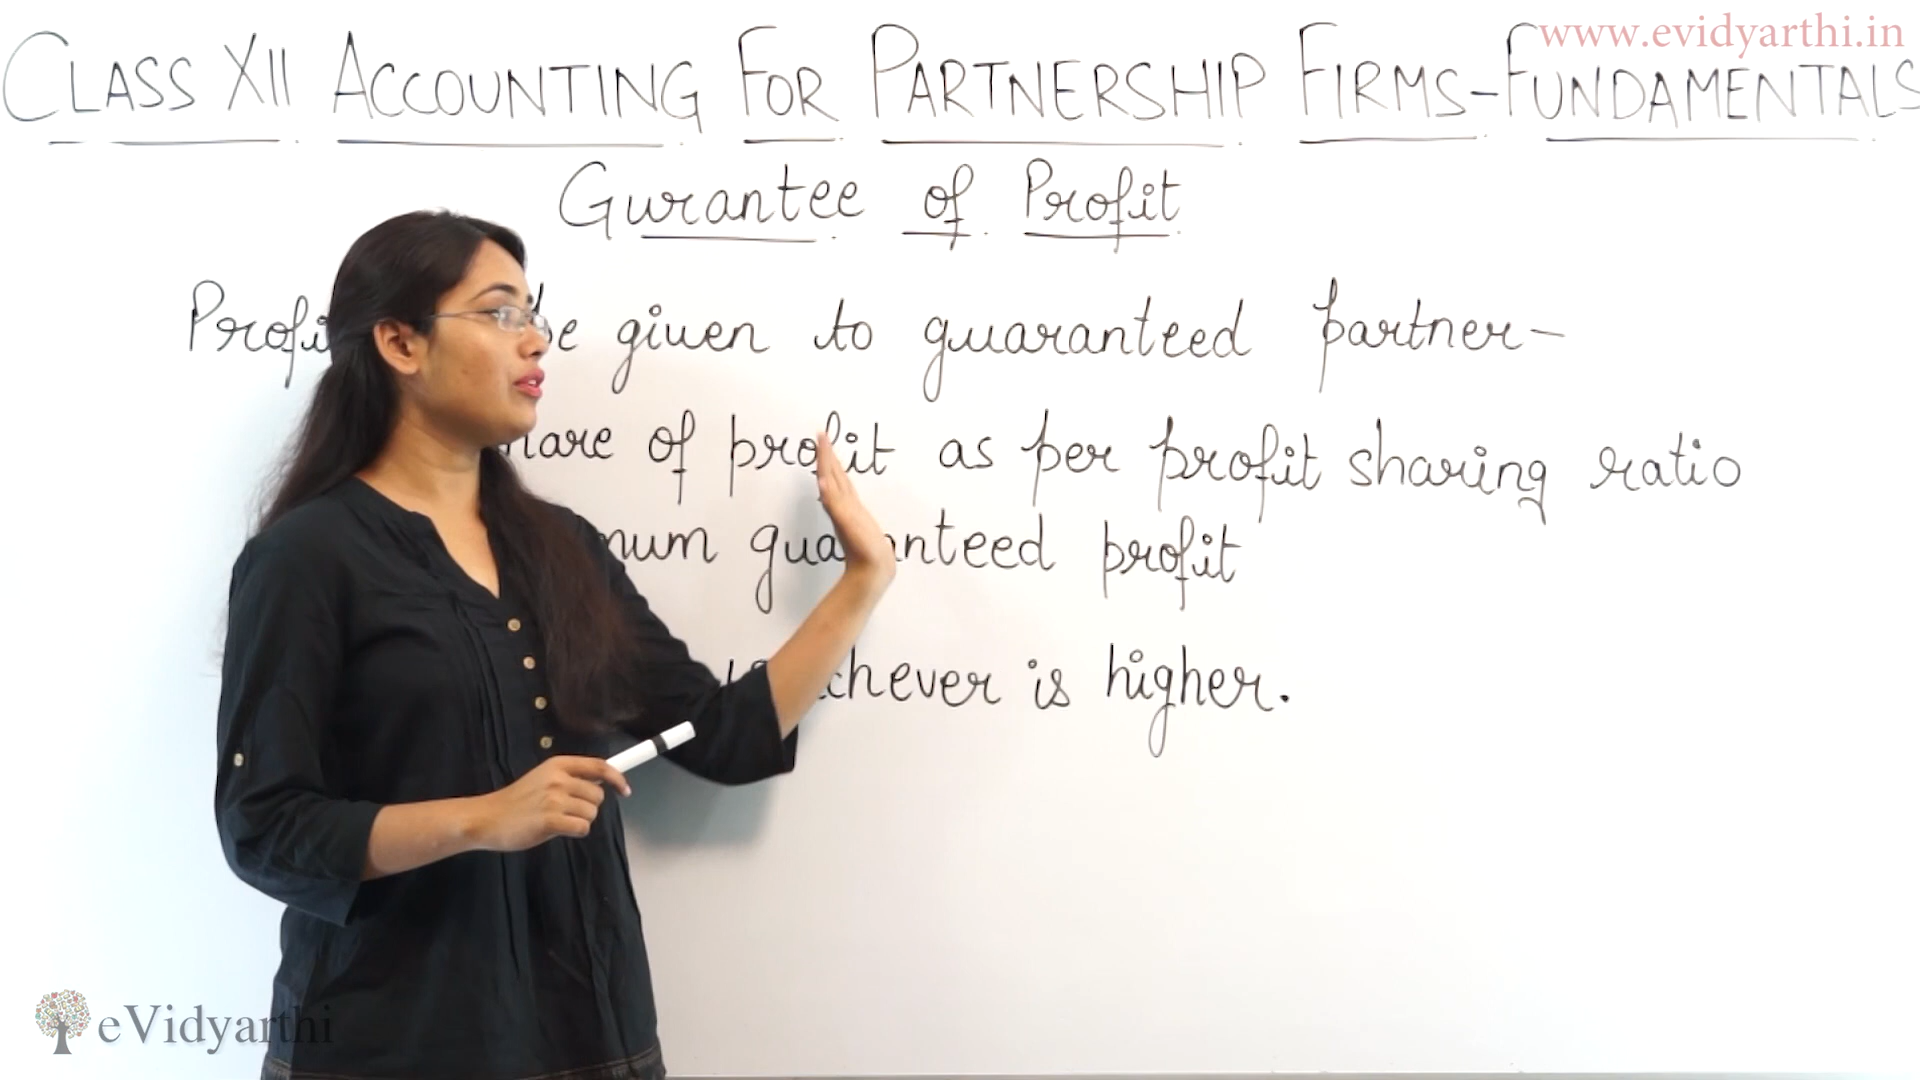 www.evidyarthi.in
CLASS XII ACCOUNTING FOR PARTNERSHIP FIRMS-FUNDAMENTALS
Gurantee of Profit
given to guaranteed partner-
of profit as per profit sharing ratio
guaranteed profit
is higher.
eVidyarthi